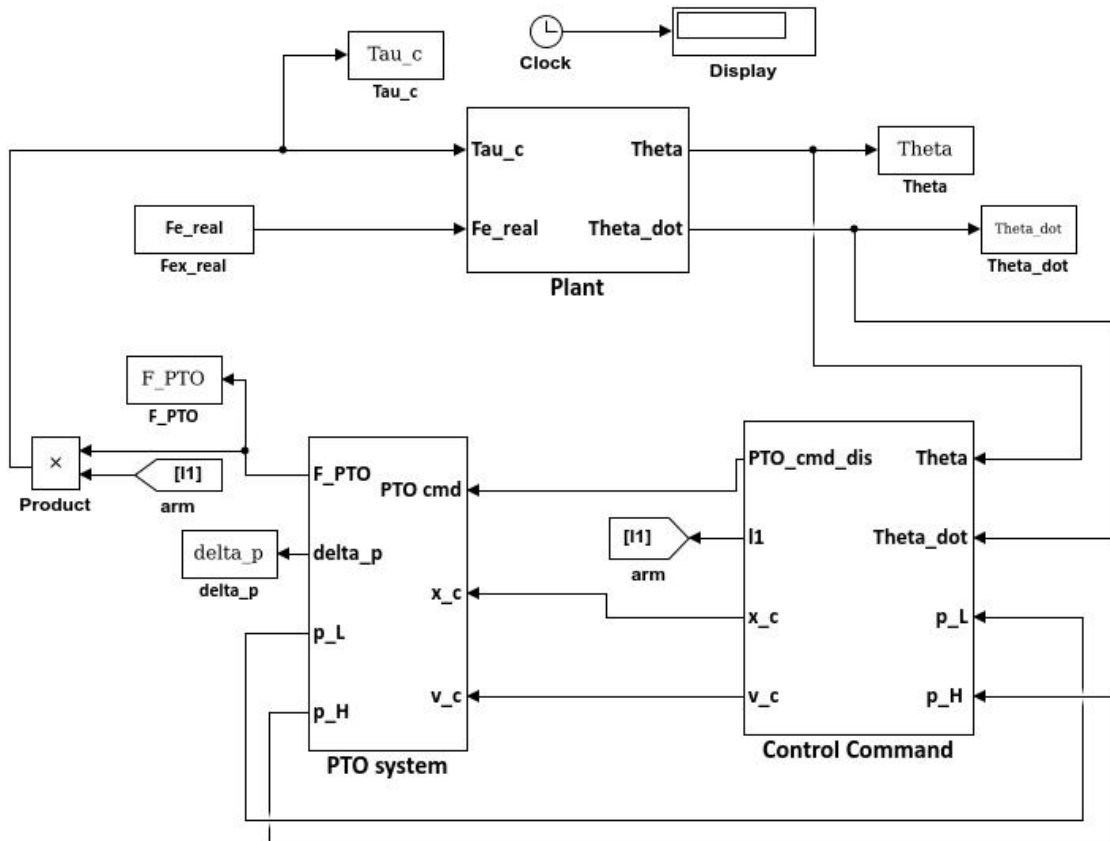 Tau_c
Tau_c
Clock
Display
Tau_c
Theta
Fe_real
Theta_dot
Plant
Theta
Theta
Theta_dot
Theta_dot
Fe_real
Fex_real
F_PTO
F_PTO
×
Product
[l1]
arm
delta_p
delta_p
F_PTO
PTO cmd
delta_p
x_c
p_L
v_c
p_H
PTO system
[l1]
arm
PTO_cmd_dis
Theta
l1
Theta_dot
x_c
p_L
v_c
p_H
Control Command